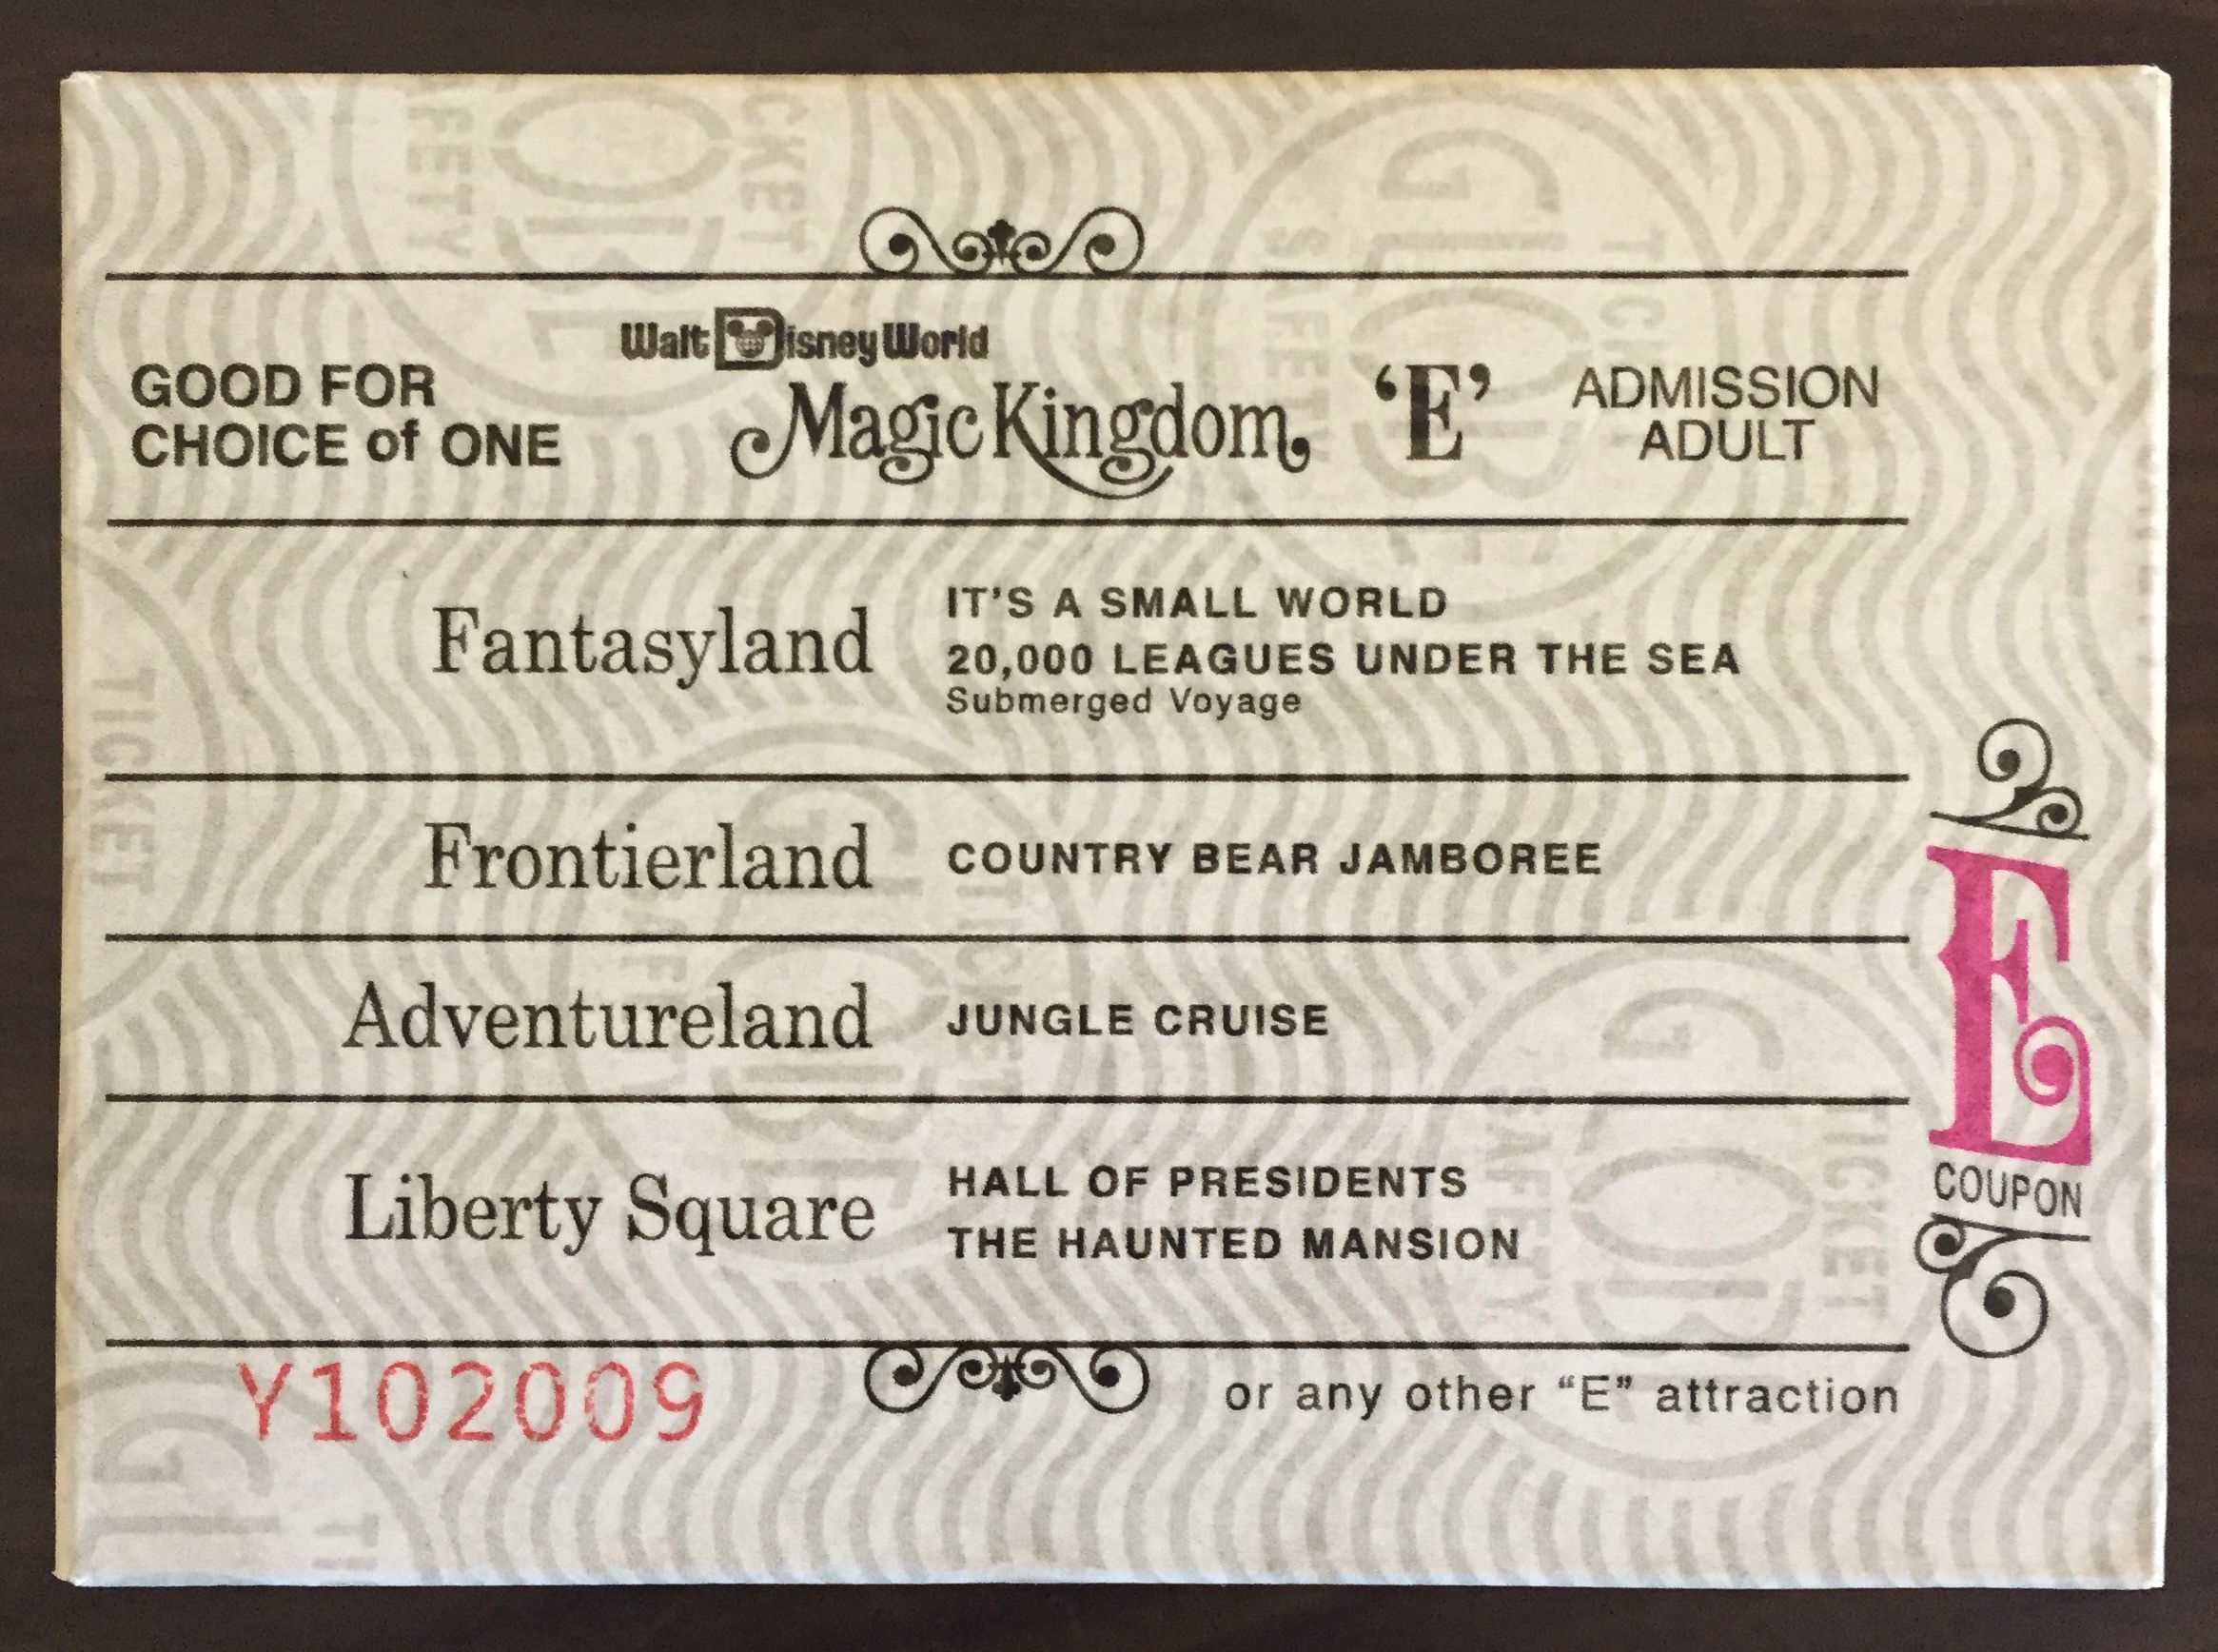 Walt Disney World
GOOD FOR
CHOICE of ONE
Magic Kingdom
‘E’
ADMISSION
ADULT
Fantasyland
IT'S A SMALL WORLD
20,000 LEAGUES UNDER THE SEA
Submerged Voyage
Frontierland
COUNTRY BEAR JAMBOREE
Adventureland
JUNGLE CRUISE
Liberty Square
HALL OF PRESIDENTS
THE HAUNTED MANSION
E
COUPON
Y102009
or any other “E” attraction